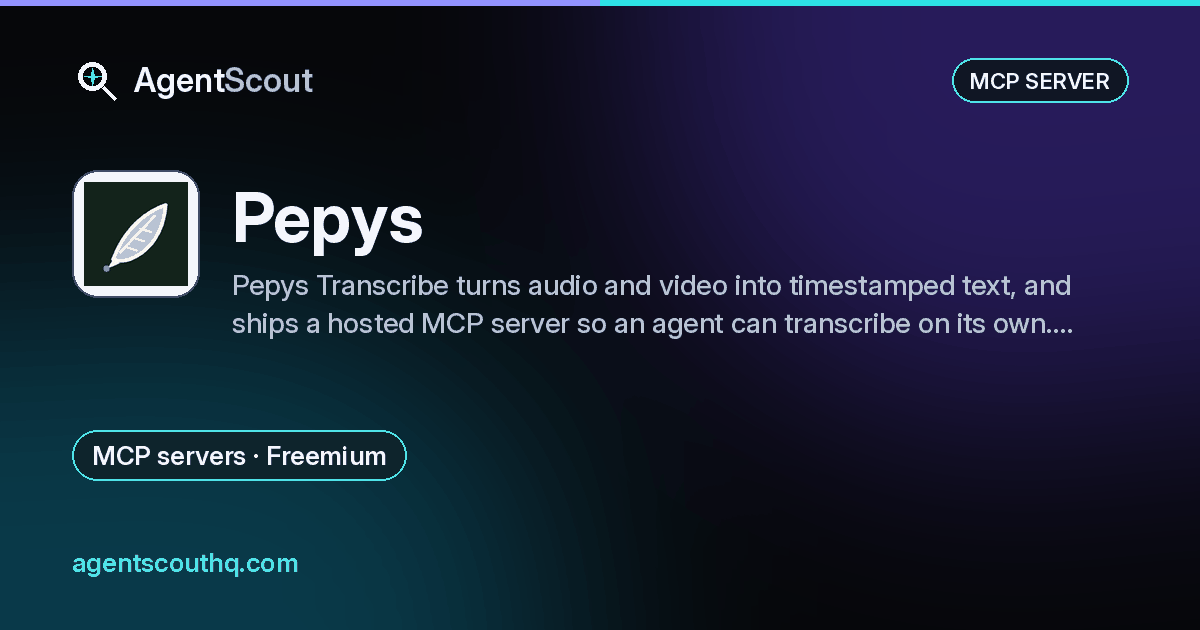 AgentScout
MCP SERVER
Pepys
Pepys Transcribe turns audio and video into timestamped text, and
ships a hosted MCP server so an agent can transcribe on its own....
MCP servers · Freemium
agentscouthq.com